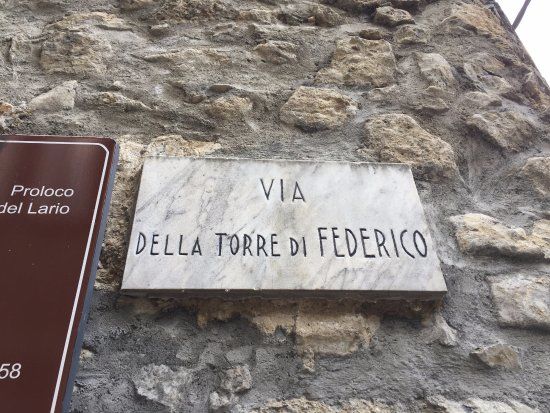 Proloco
del Lario
58
VIA
DELLA TORRE DI FEDERICO